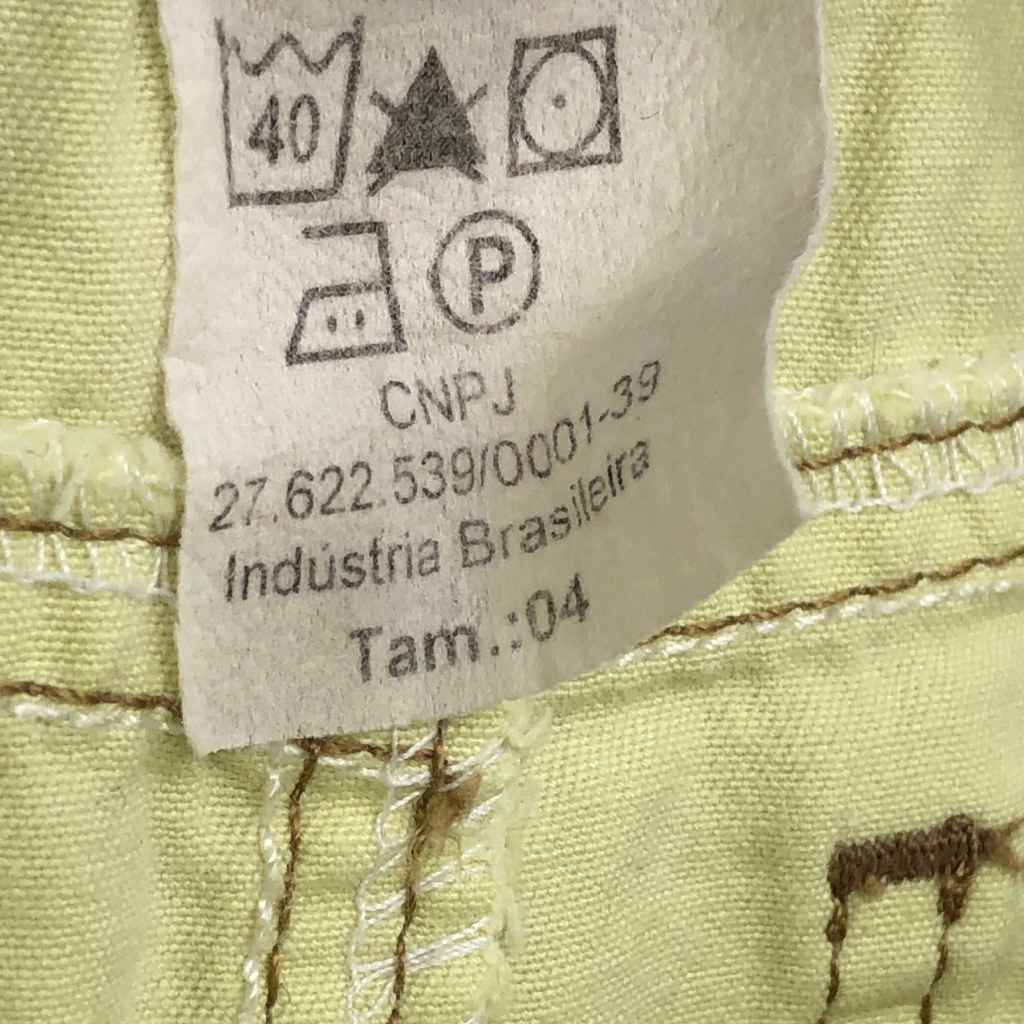 40
P
CNPJ
27.622.539/0001-39
Indústria Brasileira
Tam.:04